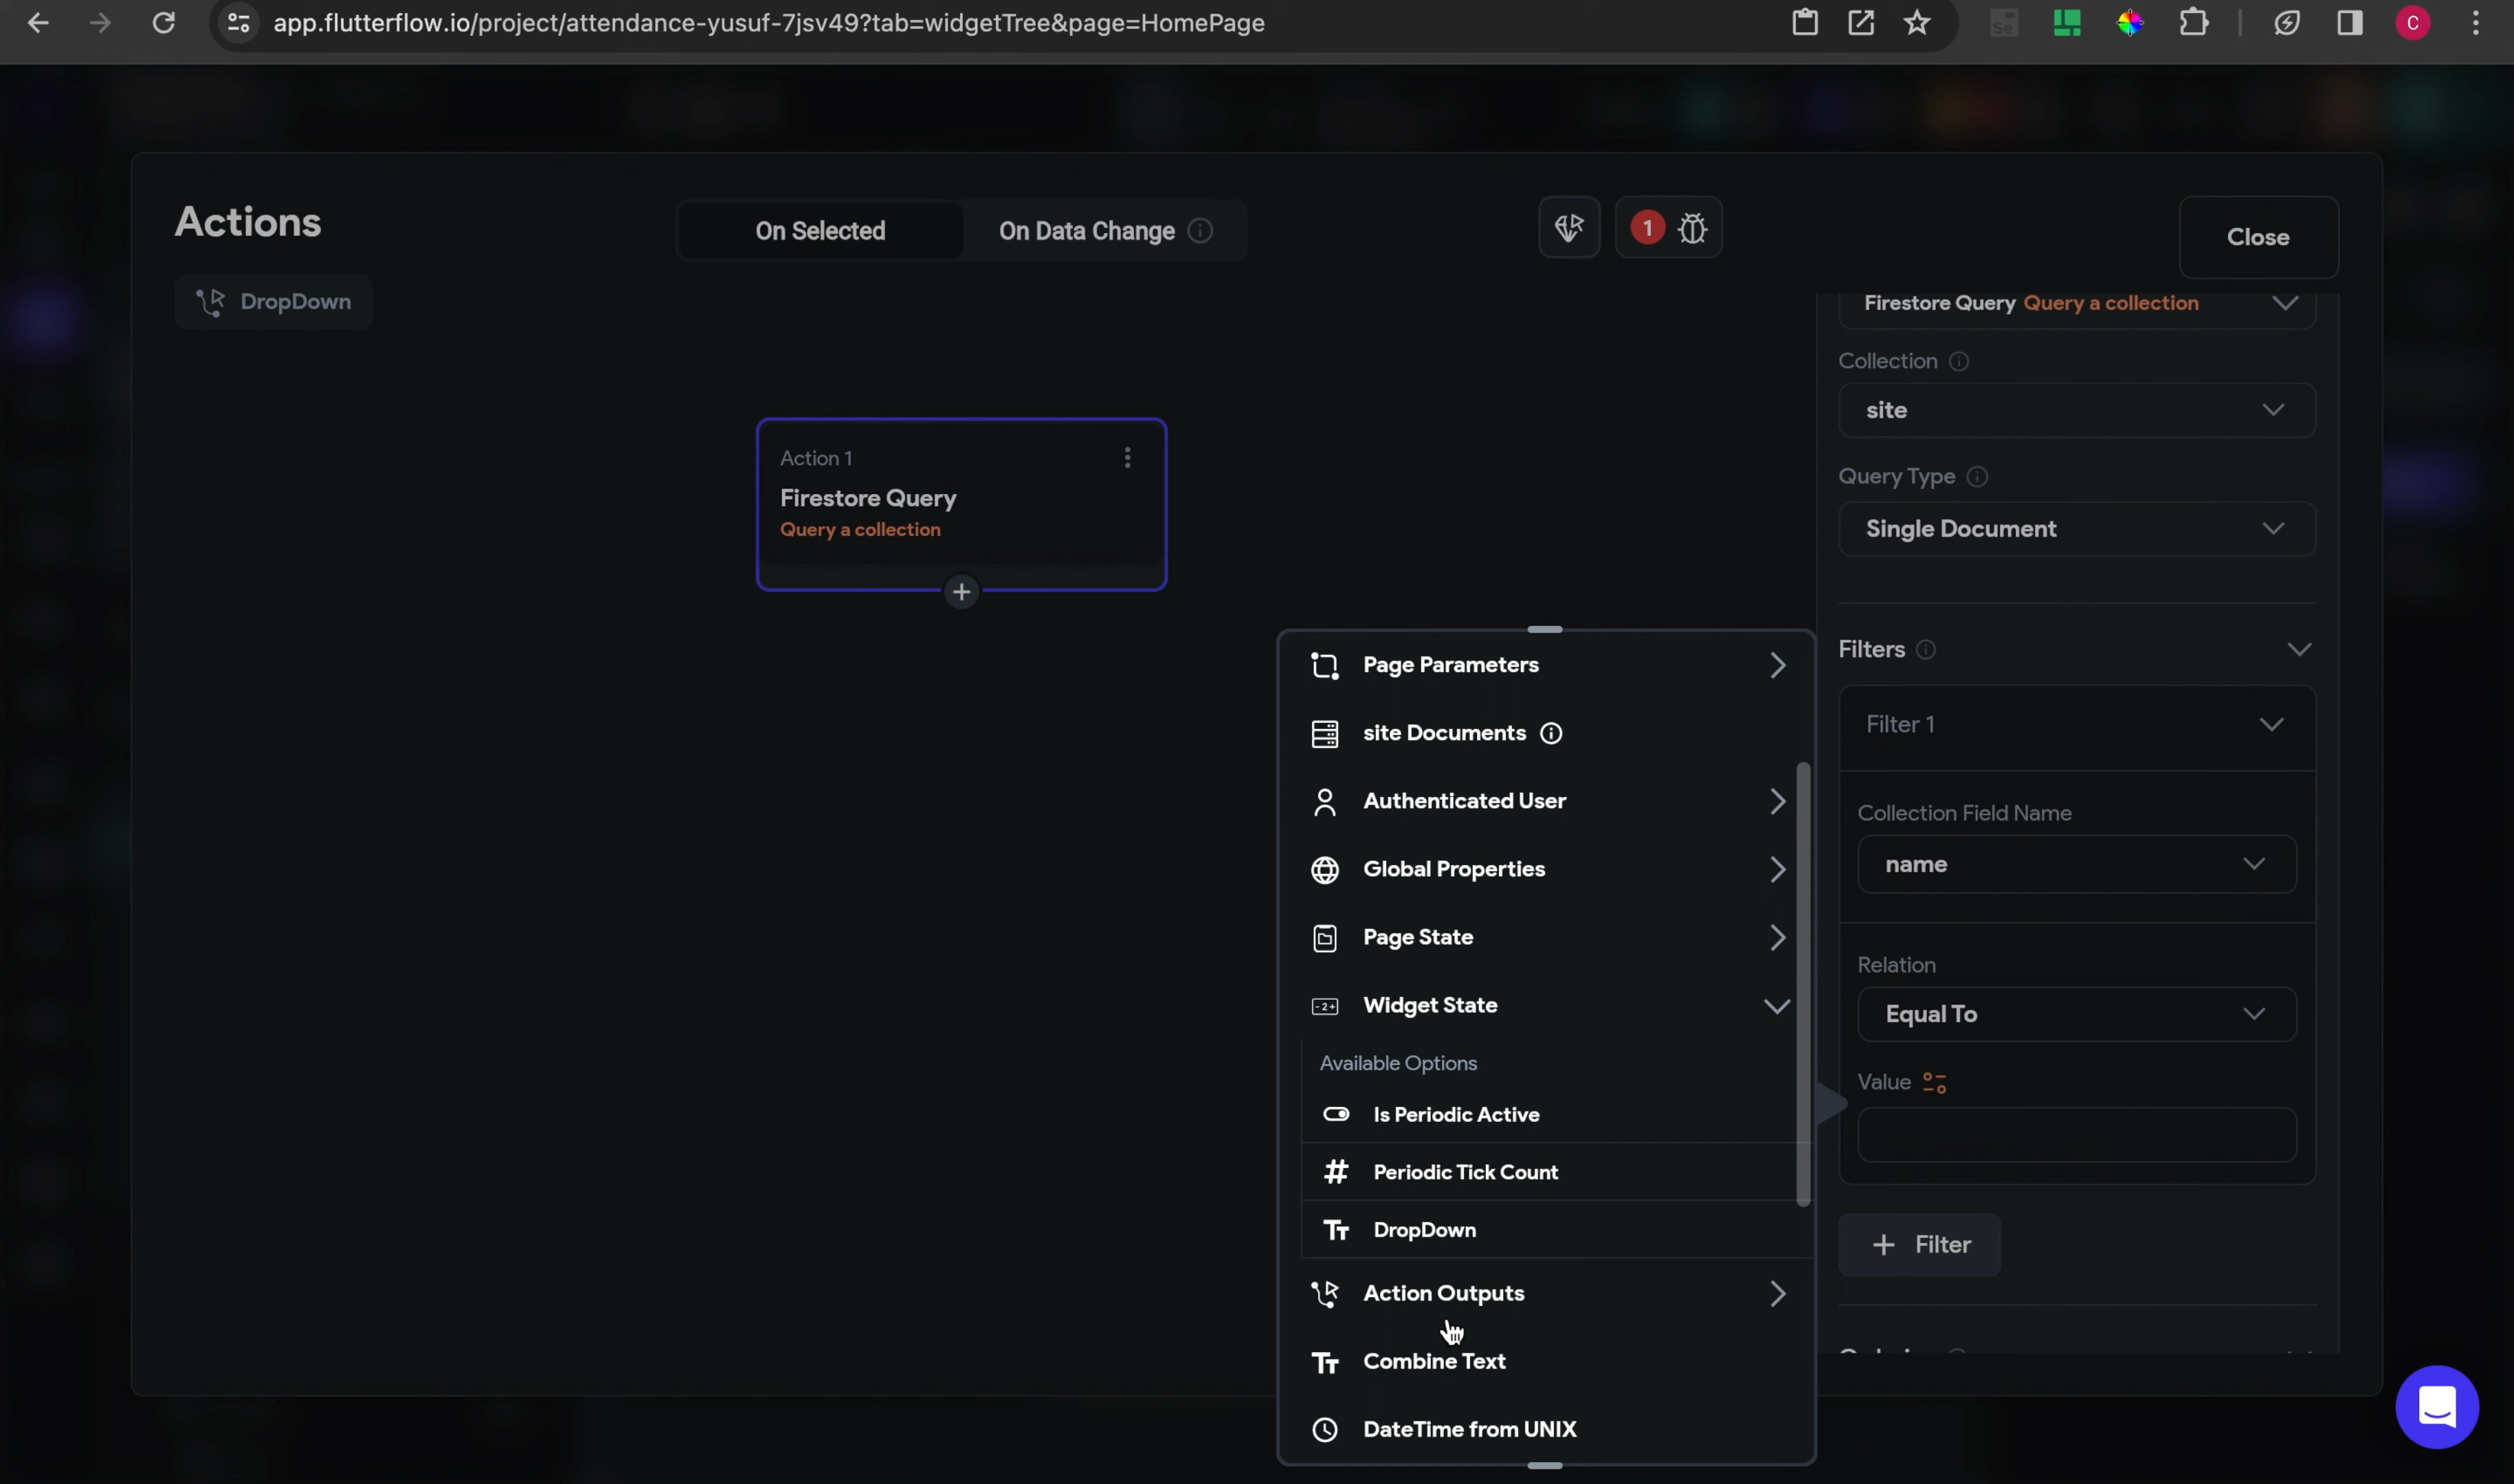 app.flutterflow.io/project/attendance-yusuf-7jsv49?tab=widgetTree&page=HomePage
Se
C
Actions
On Selected
On Data Change
1
Close
DropDown
Firestore Query Query a collection
Collection
site
Action 1
Firestore Query
Query a collection
Query Type
Single Document
Filters
Filter 1
Collection Field Name
name
Relation
Equal To
Value
+ Filter
Page Parameters
site Documents
Authenticated User
Global Properties
Page State
Widget State
Available Options
Is Periodic Active
Periodic Tick Count
DropDown
Action Outputs
Combine Text
DateTime from UNIX